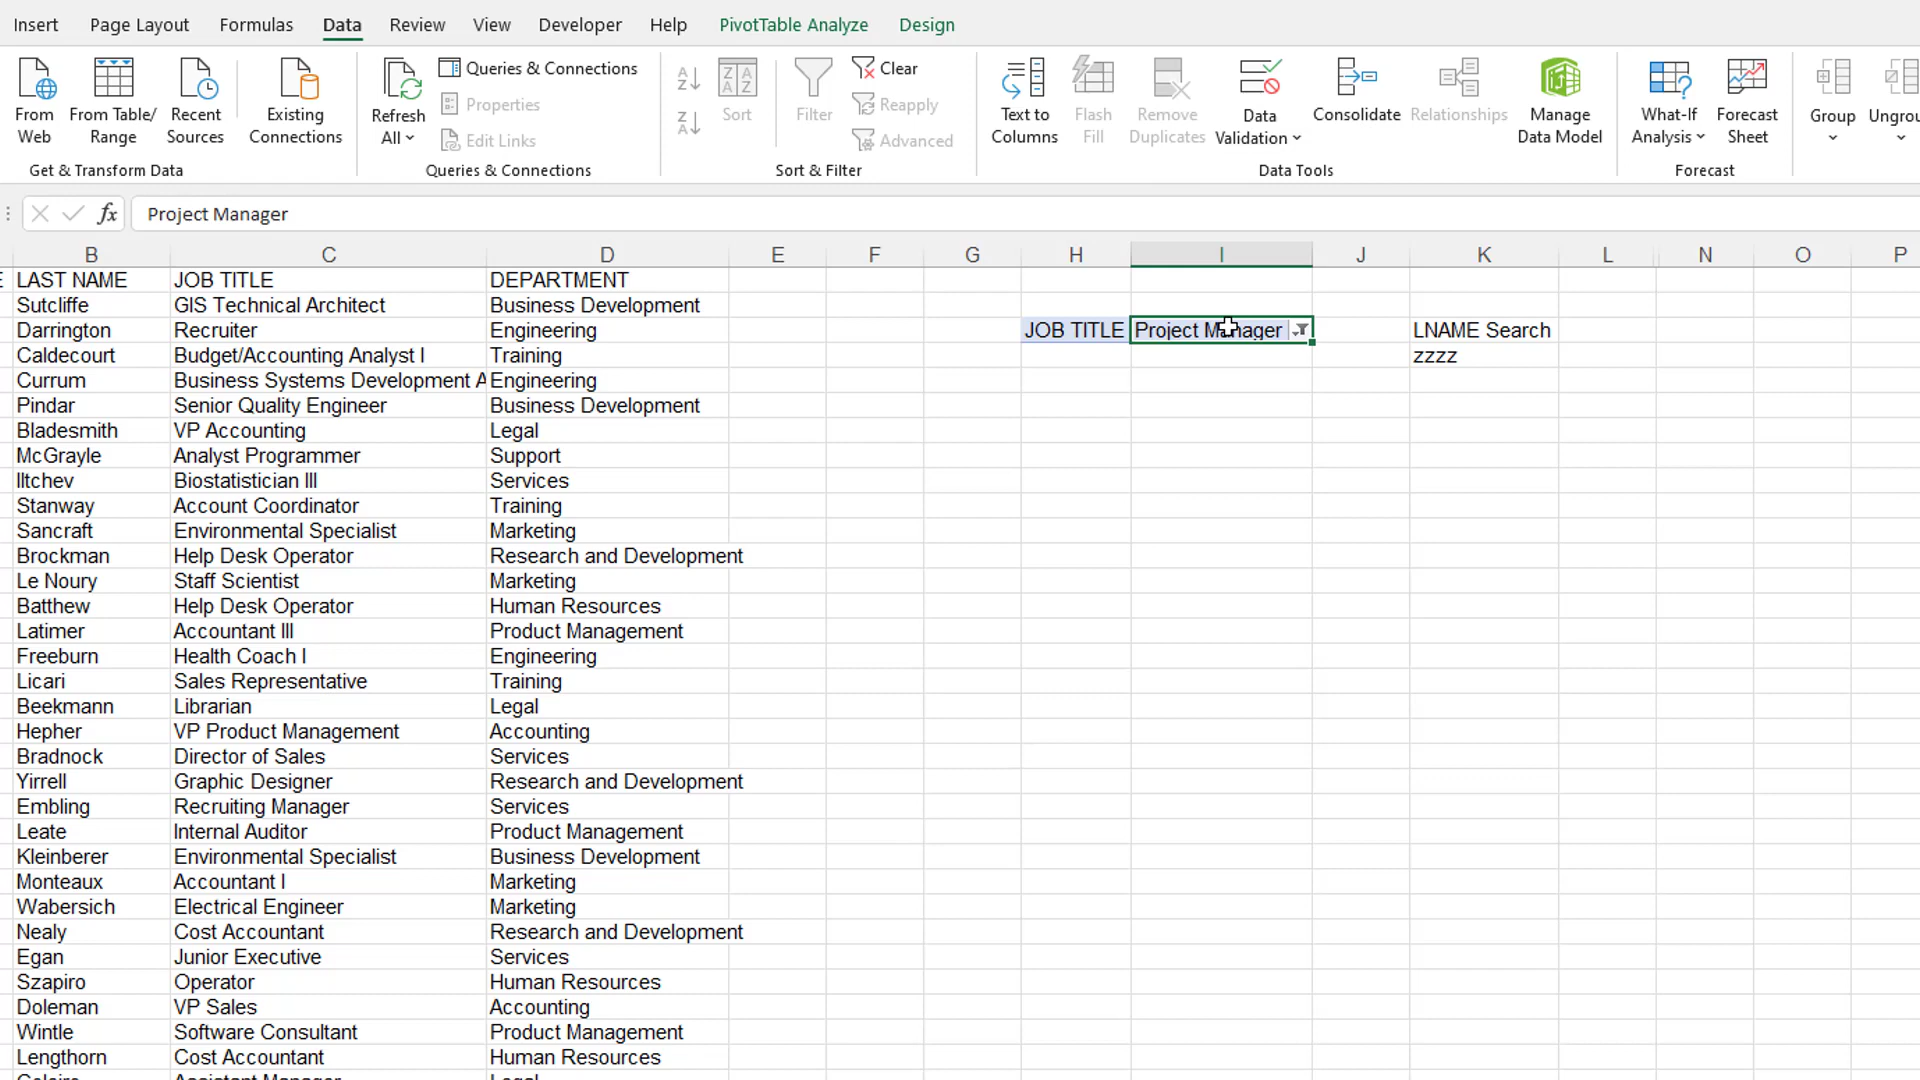 Insert Page Layout Formulas Data Review View Developer Help PivotTable Analyze Design
From Web
From Table/ Range
Recent Sources
Existing Connections
Get & Transform Data
Refresh All
Queries & Connections
Properties
Edit Links
Queries & Connections
Sort
Filter
Clear
Reapply
Advanced
Sort & Filter
Text to Columns
Flash Fill
Remove Duplicates
Data Validation
Consolidate
Relationships
Manage Data Model
Data Tools
What-If Analysis
Forecast Sheet
Forecast
Group
Ungrou
fx Project Manager
B C D E F G H I J K L N O P
E LAST NAME JOB TITLE DEPARTMENT
Sutcliffe GIS Technical Architect Business Development
Darrington Recruiter Engineering JOB TITLE Project Manager LNAME Search
Caldecourt Budget/Accounting Analyst I Training zzzz
Currum Business Systems Development A Engineering
Pindar Senior Quality Engineer Business Development
Bladesmith VP Accounting Legal
McGrayle Analyst Programmer Support
Iltchev Biostatistician III Services
Stanway Account Coordinator Training
Sancraft Environmental Specialist Marketing
Brockman Help Desk Operator Research and Development
Le Noury Staff Scientist Marketing
Batthew Help Desk Operator Human Resources
Latimer Accountant III Product Management
Freeburn Health Coach I Engineering
Licari Sales Representative Training
Beekmann Librarian Legal
Hepher VP Product Management Accounting
Bradnock Director of Sales Services
Yirrell Graphic Designer Research and Development
Embling Recruiting Manager Services
Leate Internal Auditor Product Management
Kleinberer Environmental Specialist Business Development
Monteaux Accountant I Marketing
Wabersich Electrical Engineer Marketing
Nealy Cost Accountant Research and Development
Egan Junior Executive Services
Szapiro Operator Human Resources
Doleman VP Sales Accounting
Wintle Software Consultant Product Management
Lengthorn Cost Accountant Human Resources